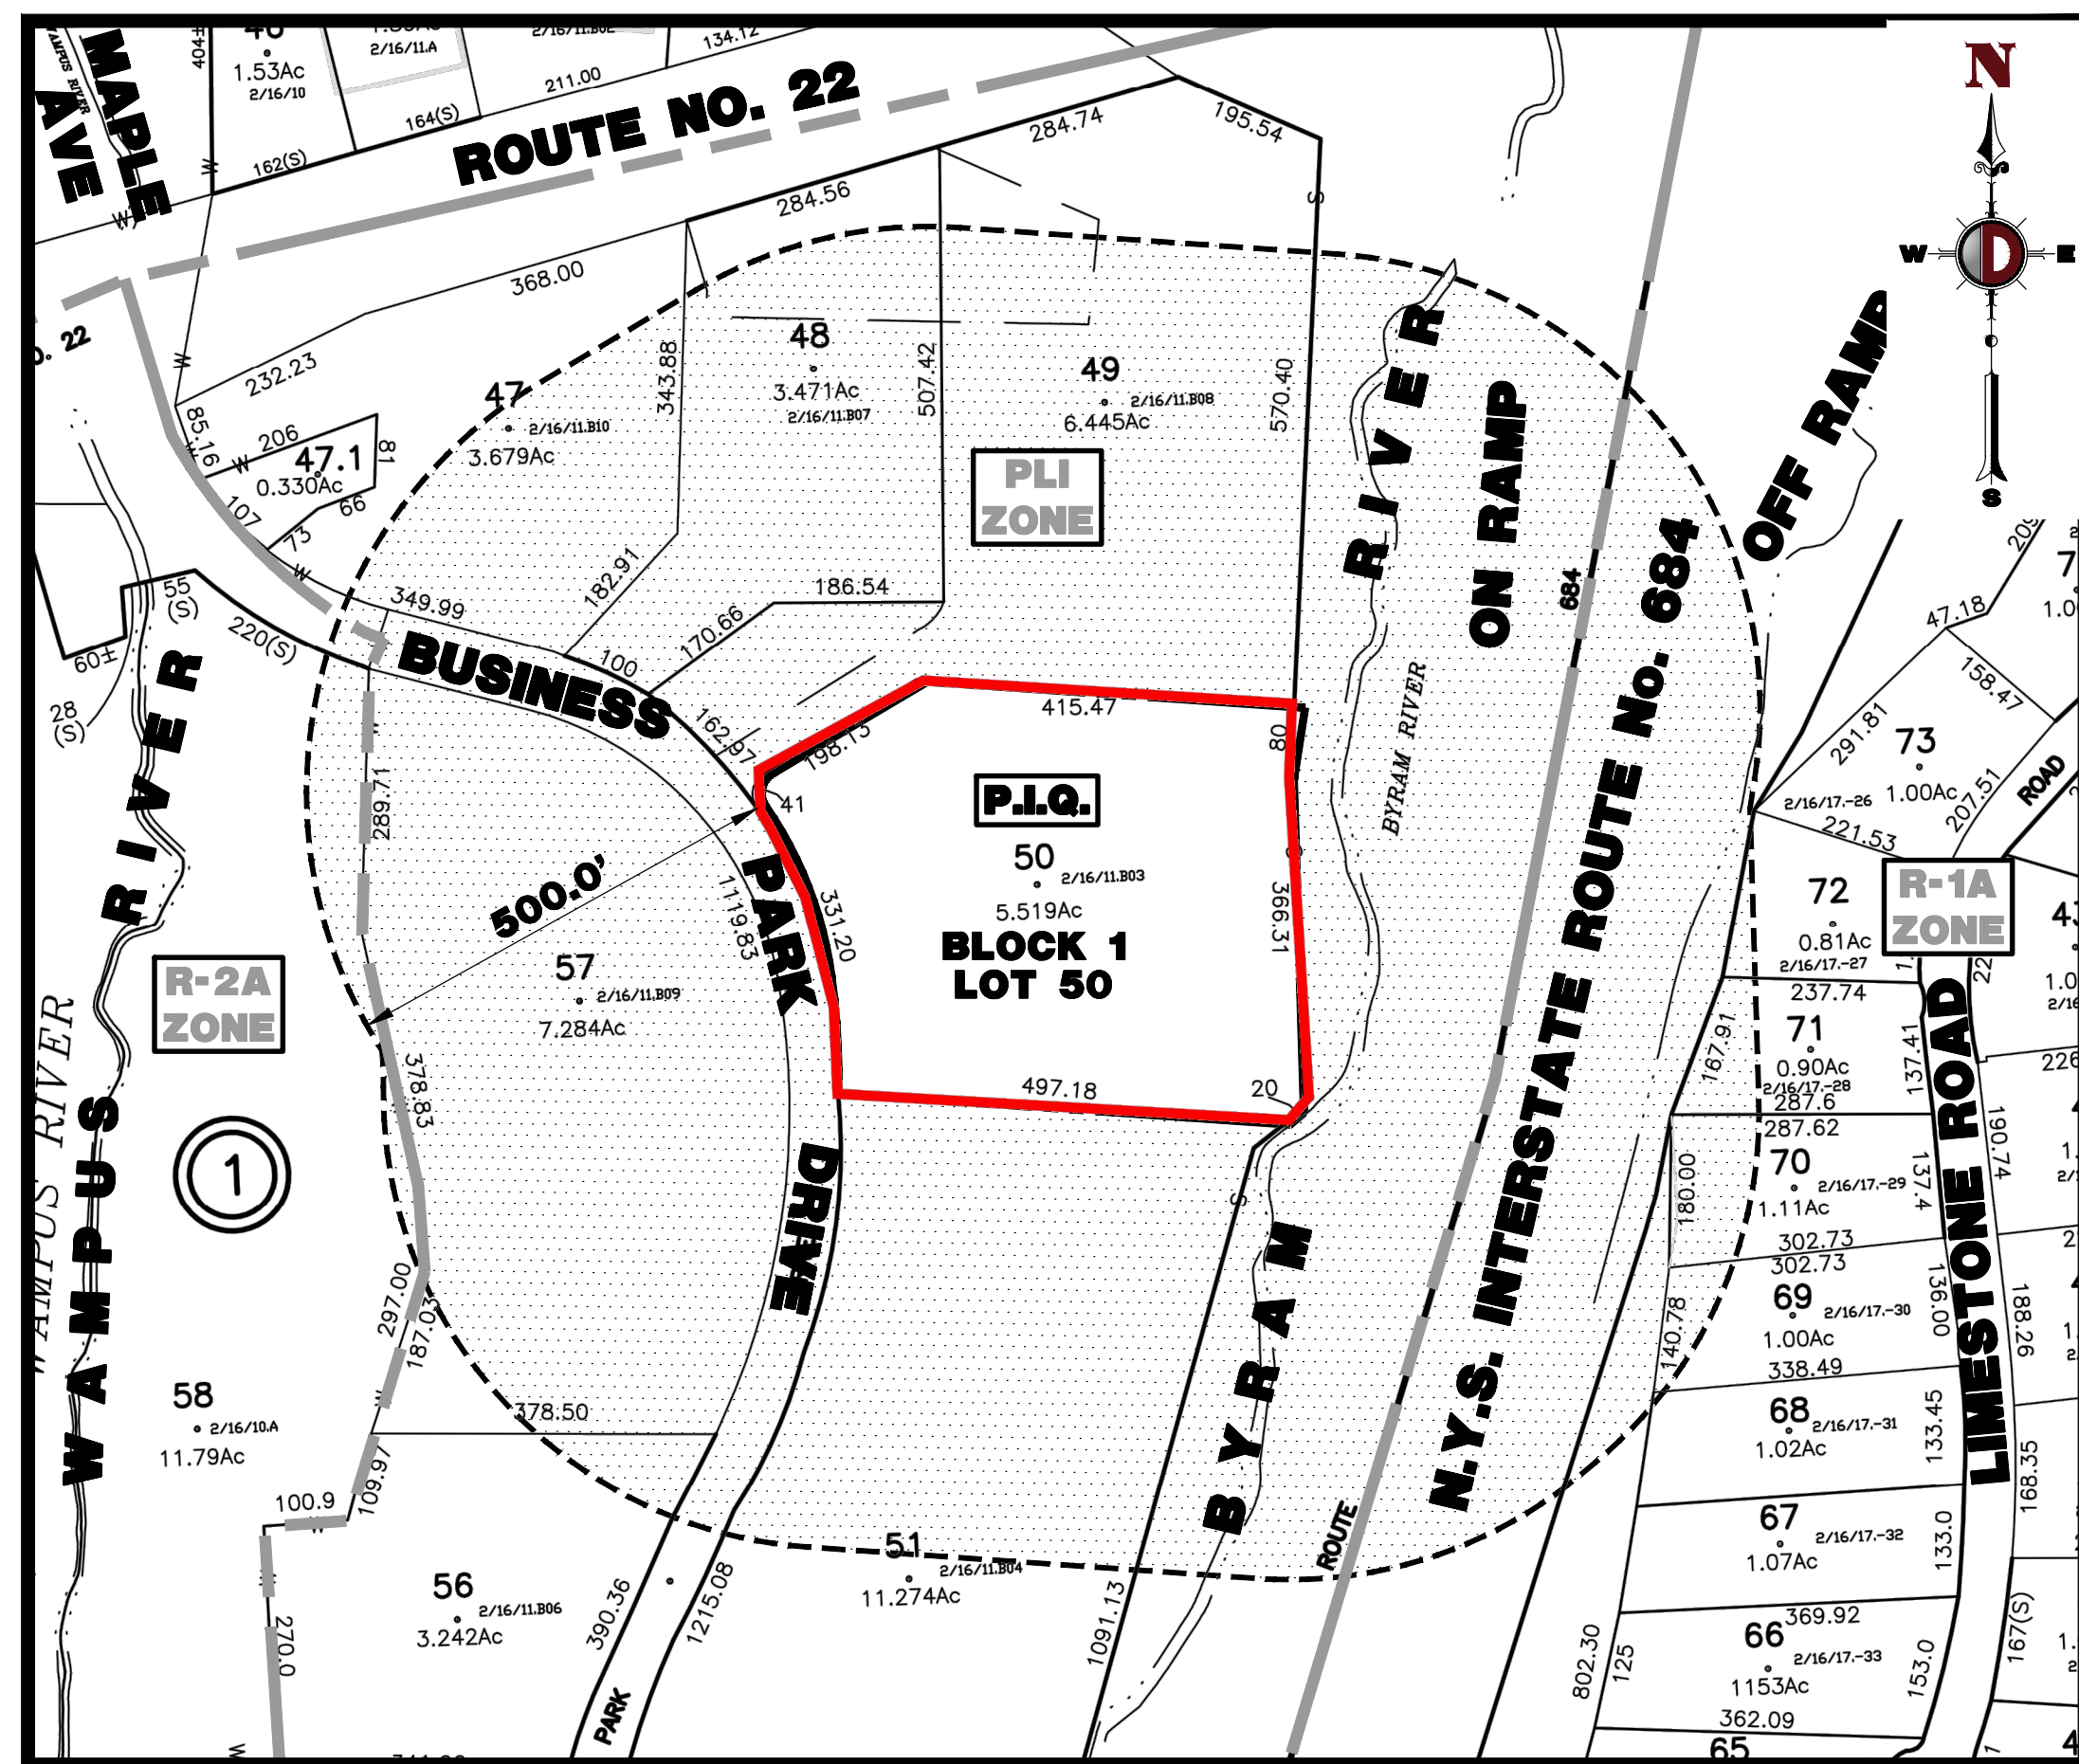 MAPLE
AVE
1.53Ac
2/16/10
2/16/11.A
404±
134.12
211.00
164(S)
162(S)
W
W
ROUTE NO. 22
284.74
195.54
284.56
368.00
232.23
85.16
W
N
W
D
E
S
OFF RAMP
206
81
47.1
0.330Ac
66
73
107
W
W
W
47
2/16/11.B10
3.679Ac
343.88
48
3.471Ac
2/16/11.B07
507.42
49
2/16/11.B08
6.445Ac
570.40
S
PLI
ZONE
RIVER
ON RAMP
684
N.Y.S. INTERSTATE ROUTE No. 684
55
(S)
220(S)
60±
28
(S)
349.99
182.91
186.54
170.66
100
162.97
BUSINESS
PARK
DRIVE
415.47
198.13
80
41
P.I.Q.
50
2/16/11.B03
5.519Ac
BLOCK 1
LOT 50
366.31
331.20
1119.83
497.18
20
BYRAM RIVER
289.71
500.0'
57
2/16/11.B09
7.284Ac
378.83
R-2A
ZONE
WAMPUS RIVER
WAMPUS RIVER
1
297.00
187.03
378.50
58
2/16/10.A
11.79Ac
100.9
109.97
W
W
270.0
56
2/16/11.B06
3.242Ac
390.36
PARK
1215.08
51
2/16/11.B04
11.274Ac
1091.13
S
BYRAM
ROUTE
47.18
158.47
291.81
73
1.00Ac
2/16/17.-26
207.51
221.53
ROAD
R-1A
ZONE
72
0.81Ac
2/16/17.-27
237.74
71
0.90Ac
2/16/17.-28
287.6
287.62
137.41
167.91
70
2/16/17.-29
1.11Ac
137.4
190.74
180.00
302.73
302.73
69
2/16/17.-30
1.00Ac
136.00
188.26
140.78
338.49
68
2/16/17.-31
1.02Ac
133.45
168.35
LIMESTONE ROAD
67
2/16/17.-32
1.07Ac
133.0
369.92
66
2/16/17.-33
1153Ac
153.0
167(S)
802.30
125
362.09
65